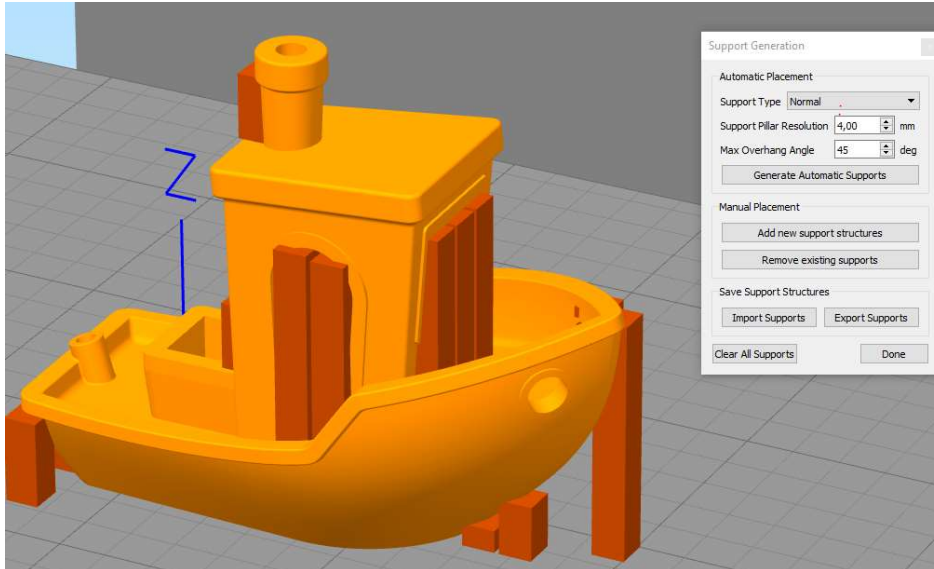 Support Generation
Automatic Placement
Support Type Normal
Support Pillar Resolution 4,00 mm
Max Overhang Angle 45 deg
Generate Automatic Supports
Manual Placement
Add new support structures
Remove existing supports
Save Support Structures
Import Supports Export Supports
Clear All Supports Done
Z